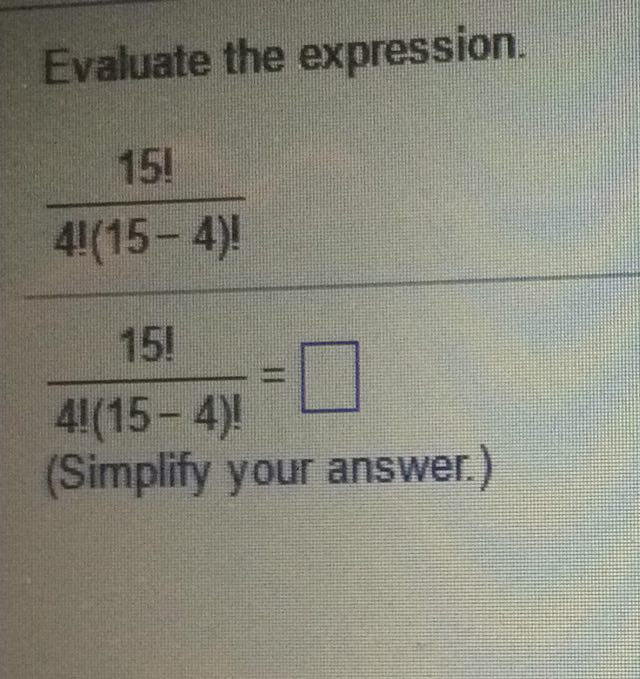 Evaluate the expression.
15!
4!(15 – 4)!
15!
4!(15 – 4)!
=
(Simplify your answer.)